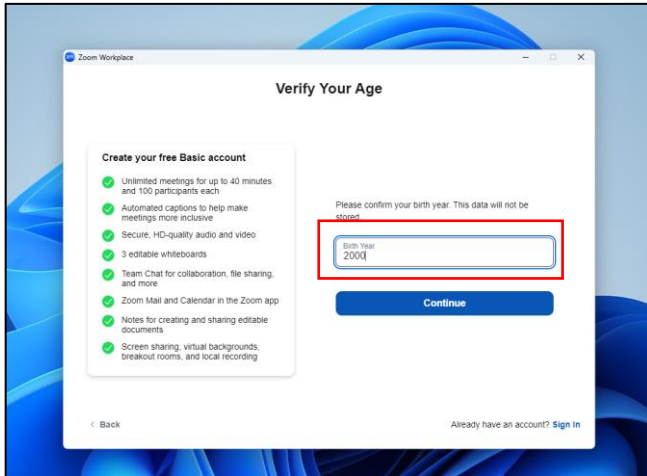 Zoom Workplace
Verify Your Age
Create your free Basic account
Unlimited meetings for up to 40 minutes
and 100 participants each
Automated captions to help make
meetings more inclusive
Secure, HD-quality audio and video
3 editable whiteboards
Team Chat for collaboration, file sharing,
and more
Zoom Mail and Calendar in the Zoom app
Notes for creating and sharing editable
documents
Screen sharing, virtual backgrounds,
breakout rooms, and local recording
Please confirm your birth year. This data will not be
stored.
Birth Year
2000
Continue
Back
Already have an account? Sign In